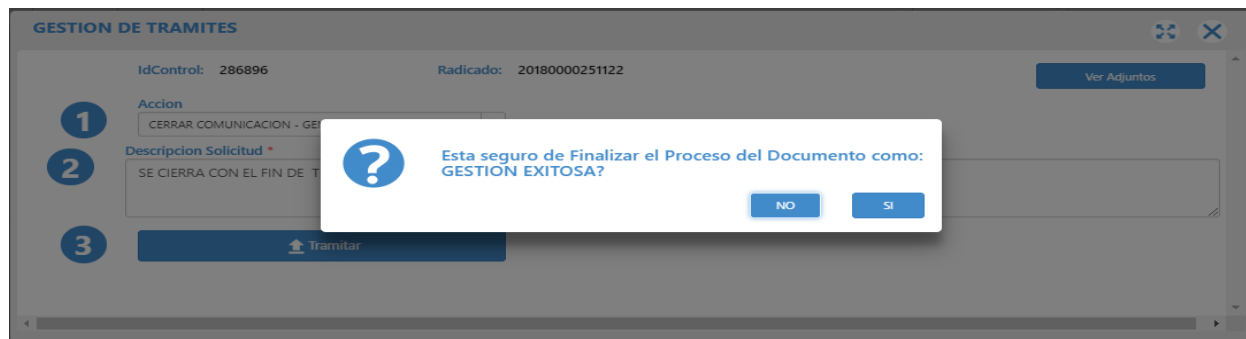 GESTION DE TRAMITES
IdControl: 286896 Radicado: 20180000251122
Ver Adjuntos
1
Accion
CERRAR COMUNICACION -
2
Descripcion Solicitud *
SE CIERRA CON EL FIN DE
?
Esta seguro de Finalizar el Proceso del Documento como:
GESTION EXITOSA?
NO SI
3
Tramitar